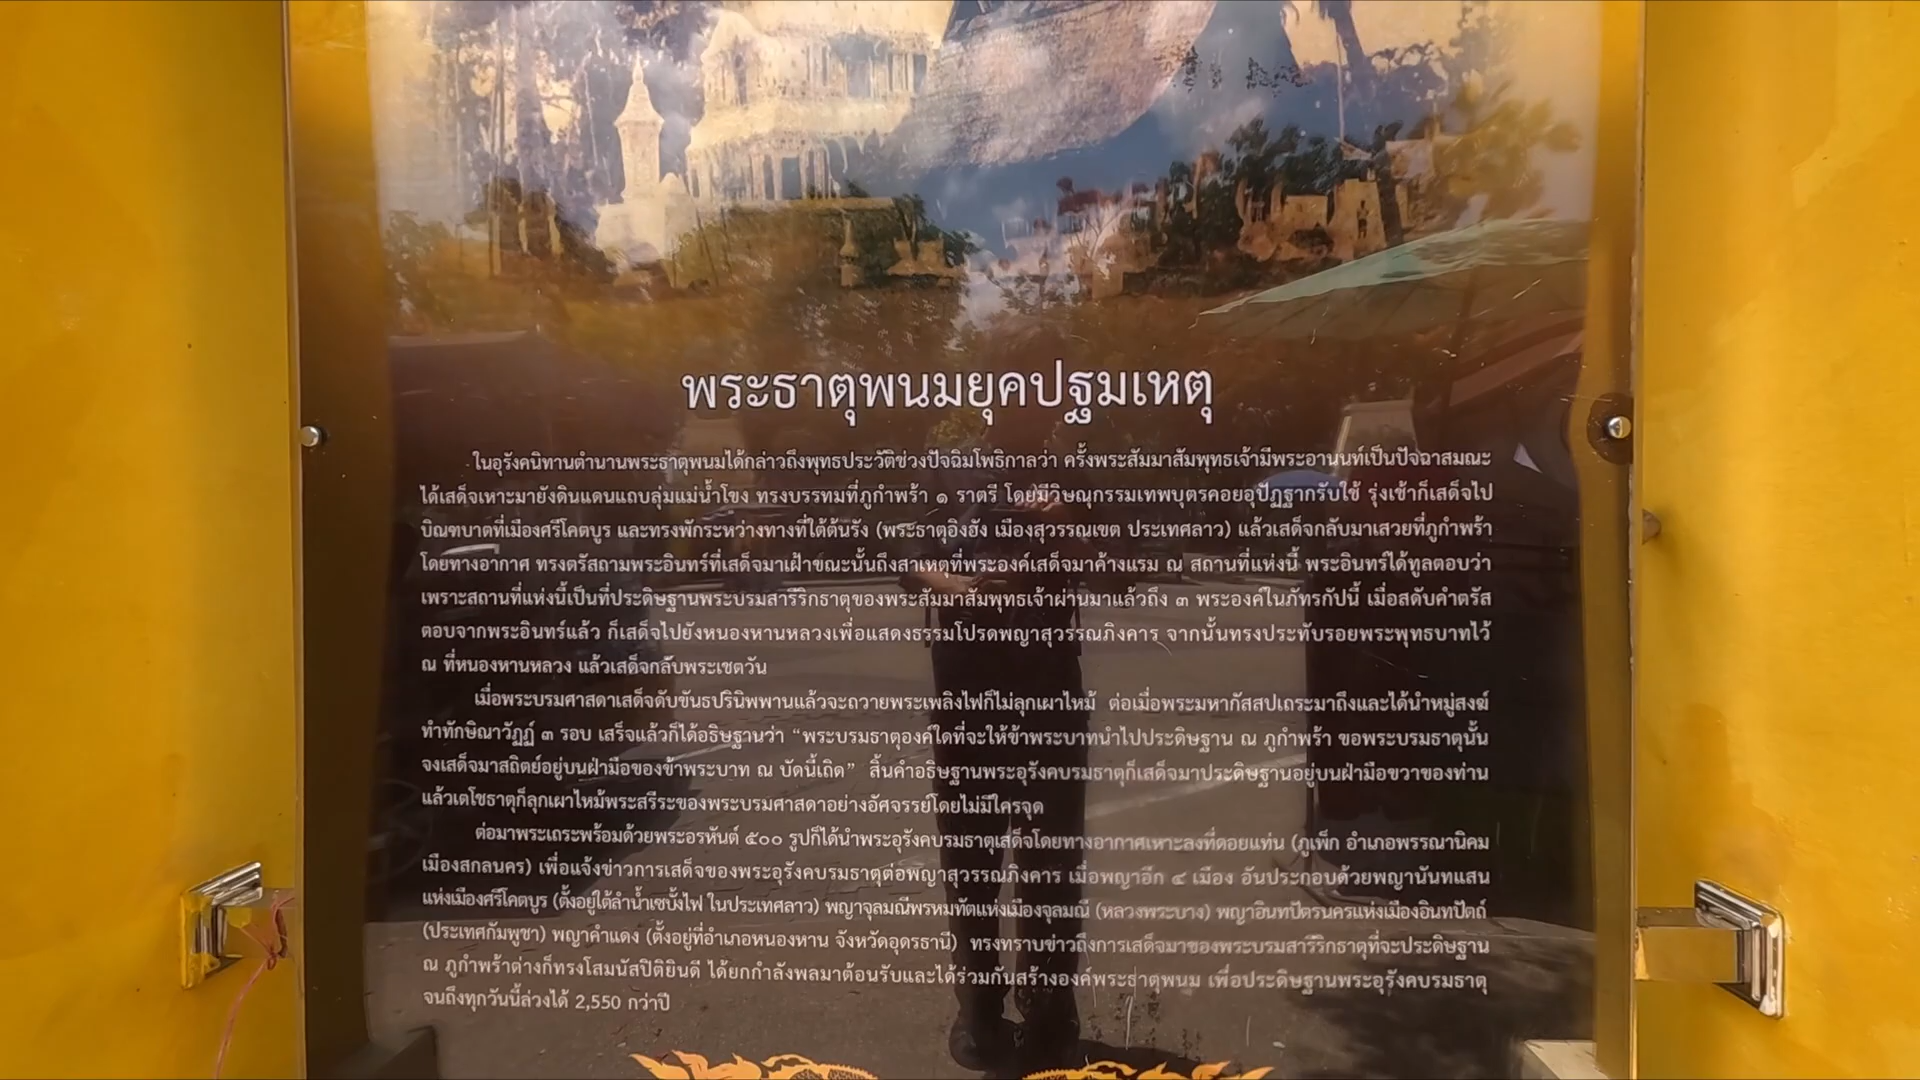 พระธาตุพนมยุคปฐมเหตุ
ในอุรังคนิทานตำนานพระธาตุพนมได้กล่าวถึงพุทธประวัติช่วงปัจฉิมโพธิกาลว่า ครั้งพระสัมมาสัมพุทธเจ้ามีพระอานนท์เป็นปัจฉาสมณะ
ได้เสด็จเหาะมายังดินแดนแถบลุ่มแม่น้ำโขง ทรงบรรทมที่ภูกำพร้า ๑ ราตรี โดยมีวิษณุกรรมเทพบุตรคอยอุปัฏฐากรับใช้ รุ่งเช้าก็เสด็จไป
บิณฑบาตที่เมืองศรีโคตบูร และทรงพักระหว่างทางที่ใต้ต้นรัง (พระธาตุอิงฮัง เมืองสุวรรณเขต ประเทศลาว) แล้วเสด็จกลับมาเสวยที่ภูกำพร้า
โดยทางอากาศ ทรงตรัสถามพระอินทร์ที่เสด็จมาเฝ้าขณะนั้นถึงสาเหตุที่พระองค์เสด็จมาค้างแรม ณ สถานที่แห่งนี้ พระอินทร์ได้ทูลตอบว่า
เพราะสถานที่แห่งนี้เป็นที่ประดิษฐานพระบรมสารีริกธาตุของพระสัมมาสัมพุทธเจ้าผ่านมาแล้วถึง ๓ พระองค์ในภัทรกัปนี้ เมื่อสดับคำตรัส
ตอบจากพระอินทร์แล้ว ก็เสด็จไปยังหนองหานหลวงเพื่อแสดงธรรมโปรดพญาสุวรรณภิงคาร จากนั้นทรงประทับรอยพระพุทธบาทไว้
ณ ที่หนองหานหลวง แล้วเสด็จกลับพระเชตวัน
เมื่อพระบรมศาสดาเสด็จดับขันธปรินิพพานแล้วจะถวายพระเพลิงไฟก็ไม่ลุกเผาไหม้ ต่อเมื่อพระมหากัสสปเถระมาถึงและได้นำหมู่สงฆ์
ทำทักษิณาวัฏฏ์ ๓ รอบ เสร็จแล้วก็ได้อธิษฐานว่า “พระบรมธาตุองค์ใดที่จะให้ข้าพระบาทนำไปประดิษฐาน ณ ภูกำพร้า ขอพระบรมธาตุนั้น
จงเสด็จมาสถิตย์อยู่บนฝ่ามือของข้าพระบาท ณ บัดนี้เถิด” สิ้นคำอธิษฐานพระอุรังคบรมธาตุก็เสด็จมาประดิษฐานอยู่บนฝ่ามือขวาของท่าน
แล้วเตโชธาตุก็ลุกเผาไหม้พระสรีระของพระบรมศาสดาอย่างอัศจรรย์โดยไม่มีใครจุด
ต่อมาพระเถระพร้อมด้วยพระอรหันต์ ๕๐๐ รูปก็ได้นำพระอุรังคบรมธาตุเสด็จโดยทางอากาศเหาะลงที่ดอยแท่น (ภูเพ็ก อำเภอพรรณานิคม
เมืองสกลนคร) เพื่อแจ้งข่าวการเสด็จของพระอุรังคบรมธาตุต่อพญาสุวรรณภิงคาร เมื่อพญาอีก ๔ เมือง อันประกอบด้วยพญานันทแสน
แห่งเมืองศรีโคตบูร (ตั้งอยู่ใต้ลำน้ำเซบั้งไฟ ในประเทศลาว) พญาจุลมณีพรหมทัตแห่งเมืองจุลมณี (หลวงพระบาง) พญาอินทปัตรนครแห่งเมืองอินทปัตถ์
(ประเทศกัมพูชา) พญาคำแดง (ตั้งอยู่ที่อำเภอหนองหาน จังหวัดอุดรธานี) ทรงทราบข่าวถึงการเสด็จมาของพระบรมสารีริกธาตุที่จะประดิษฐาน
ณ ภูกำพร้าต่างก็ทรงโสมนัสปิติยินดี ได้ยกกำลังพลมาต้อนรับและได้ร่วมกันสร้างองค์พระธาตุพนม เพื่อประดิษฐานพระอุรังคบรมธาตุ
จนถึงทุกวันนี้ล่วงได้ 2,550 กว่าปี